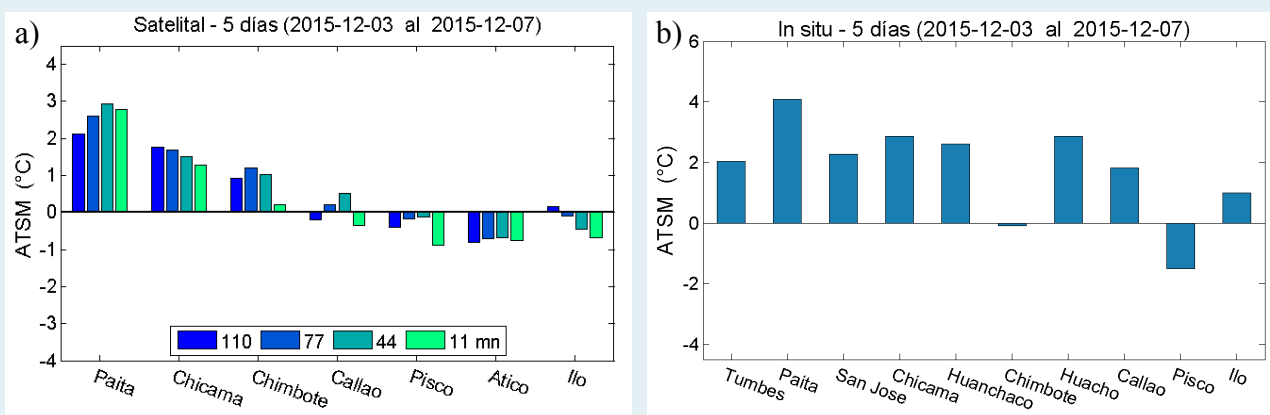 a)
Satelital - 5 días (2015-12-03 al 2015-12-07)
ATSM (°C)
4
3
2
1
0
-1
-2
-3
-4
110 77 44 11 mn
Paita Chicama Chimbote Callao Pisco Atico Ilo
b)
In situ - 5 días (2015-12-03 al 2015-12-07)
ATSM (°C)
6
4
2
0
-2
-4
Tumbes Paita San Jose Chicama Huanchaco Chimbote Huacho Callao Pisco Ilo